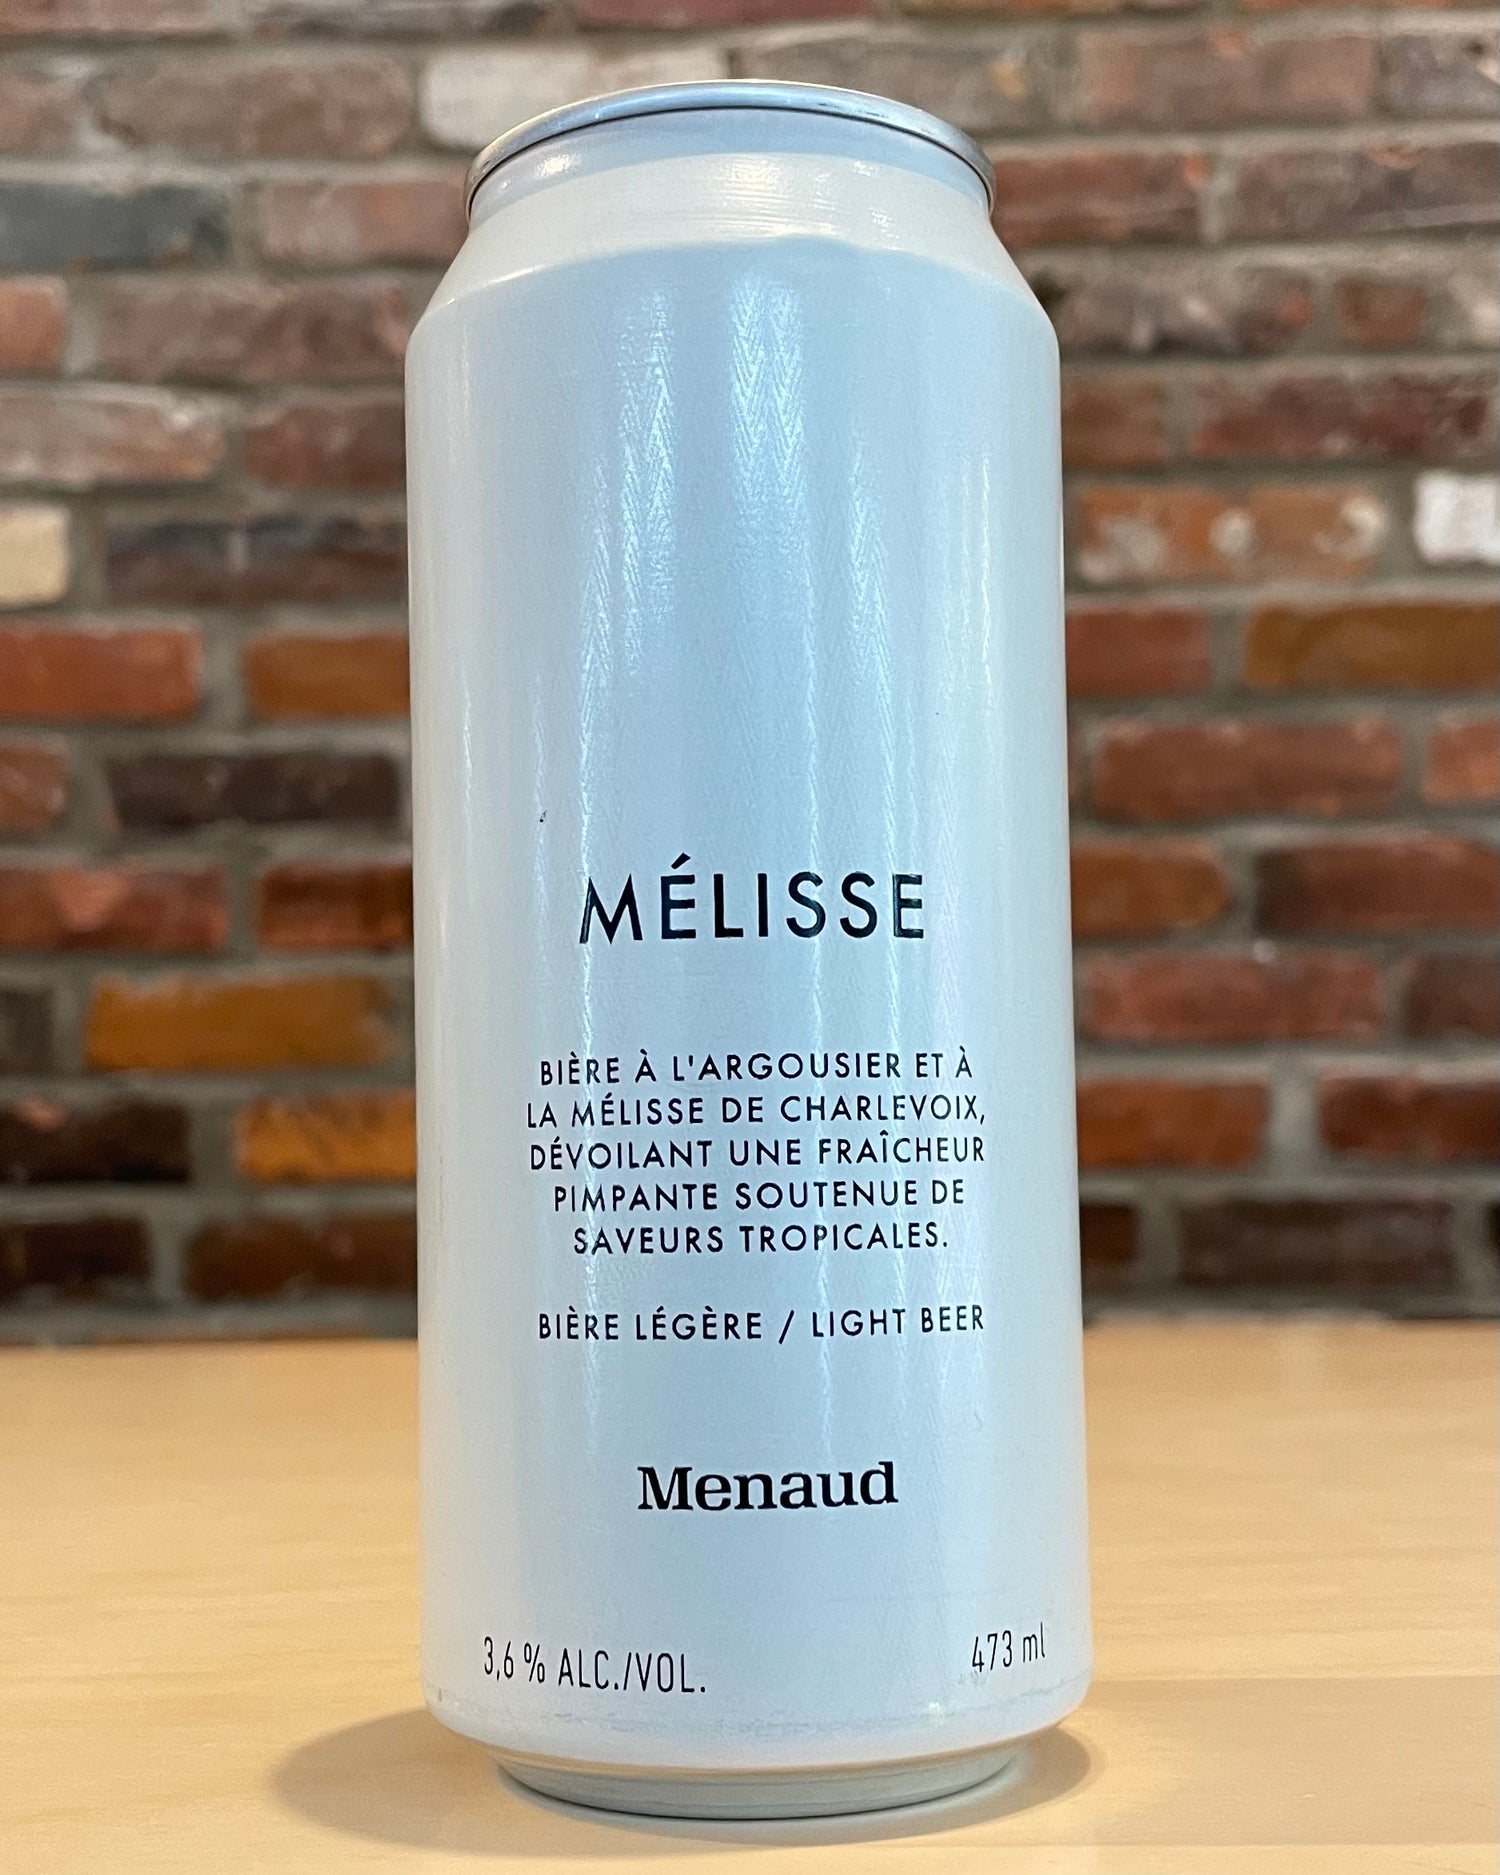 MÉLISSE
BIÈRE À L'ARGOUSIER ET À
LA MÉLISSE DE CHARLEVOIX,
DÉVOILANT UNE FRAÎCHEUR
PIMPANTE SOUTENUE DE
SAVEURS TROPICALES.
BIÈRE LÉGÈRE / LIGHT BEER
Menaud
3,6 % ALC./VOL.
473 ml